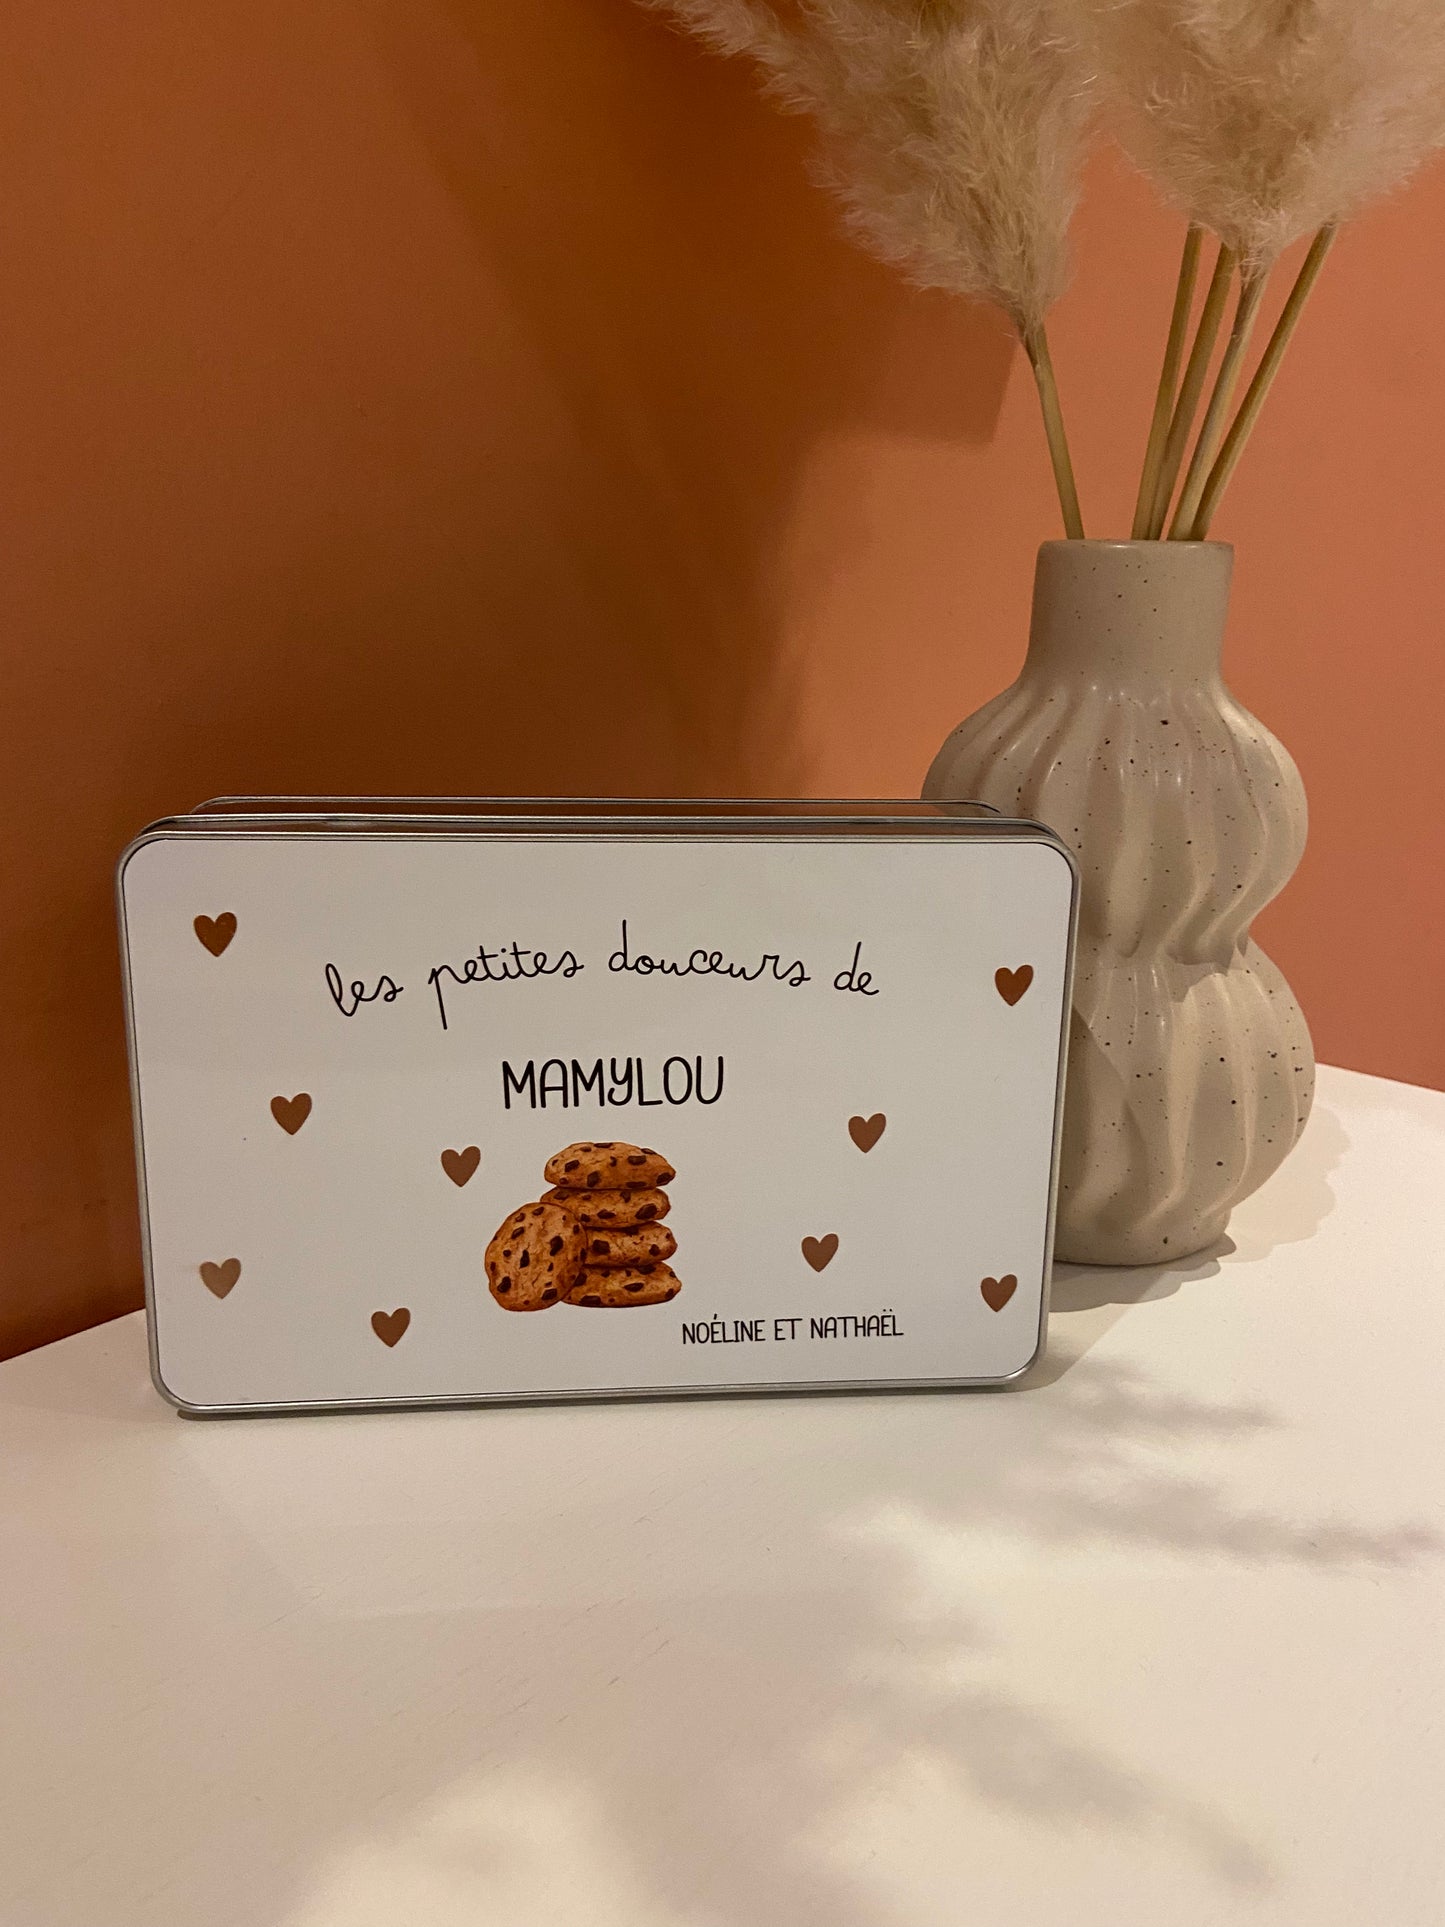 les petites douceurs de
MAMYLOU
NOÉLINE ET NATHAËL